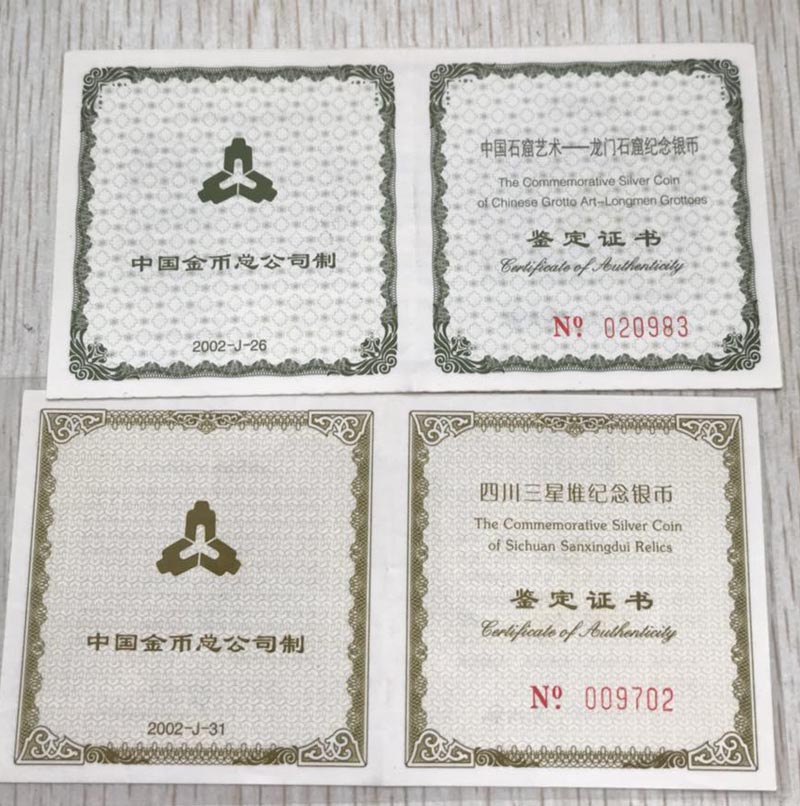 中国金币总公司制
2002-J-26
中国石窟艺术——龙门石窟纪念银币
The Commemorative Silver Coin
of Chinese Grotto Art-Longmen Grottoes
鉴定证书
Certificate of Authenticity
Nº 020983
中国金币总公司制
2002-J-31
四川三星堆纪念银币
The Commemorative Silver Coin
of Sichuan Sanxingdui Relics
鉴定证书
Certificate of Authenticity
Nº 009702